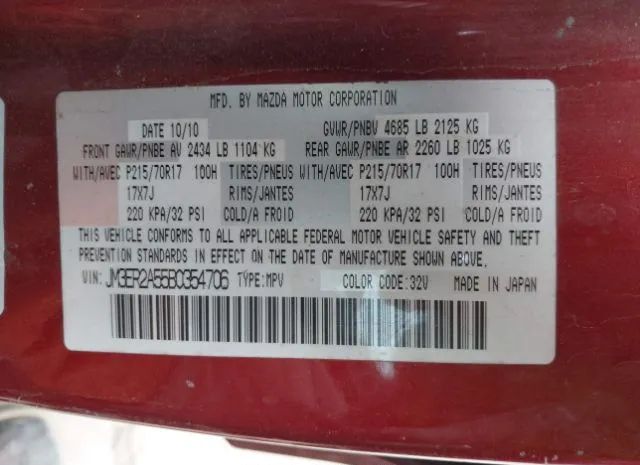 MFD. BY MAZDA MOTOR CORPORATION
DATE 10/10 GVWR/PNBV 4685 LB 2125 KG
FRONT GAWR/PNBE AV 2434 LB 1104 KG REAR GAWR/PNBE AR 2260 LB 1025 KG
WITH/AVEC P215/70R17 100H TIRES/PNEUS WITH/AVEC P215/70R17 100H TIRES/PNEUS
17X7J RIMS/JANTES 17X7J RIMS/JANTES
220 KPA/32 PSI COLD/A FROID 220 KPA/32 PSI COLD/A FROID
THIS VEHICLE CONFORMS TO ALL APPLICABLE FEDERAL MOTOR VEHICLE SAFETY AND THEFT
PREVENTION STANDARDS IN EFFECT ON THE DATE OF MANUFACTURE SHOWN ABOVE.
VIN: JM3ER2A55B0354706 TYPE:MPV COLOR CODE:32V MADE IN JAPAN